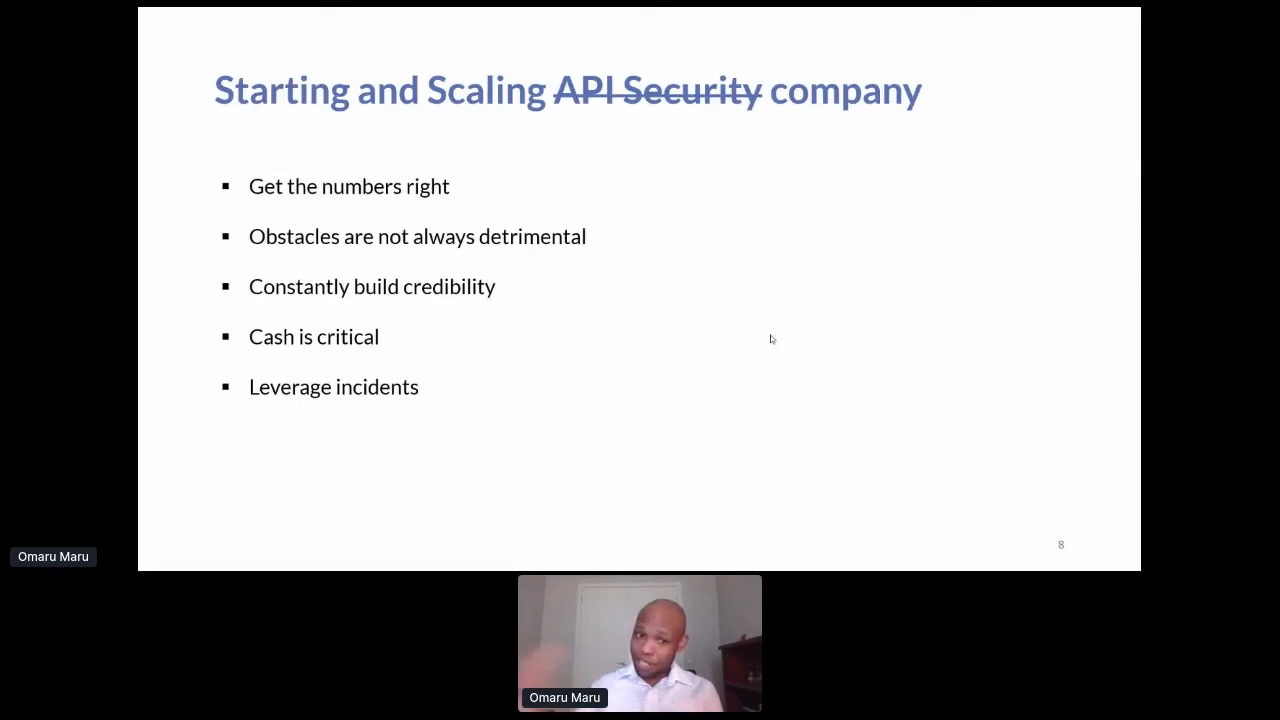 Starting and Scaling API Security company
▪ Get the numbers right
▪ Obstacles are not always detrimental
▪ Constantly build credibility
▪ Cash is critical
▪ Leverage incidents
8
Omaru Maru
Omaru Maru